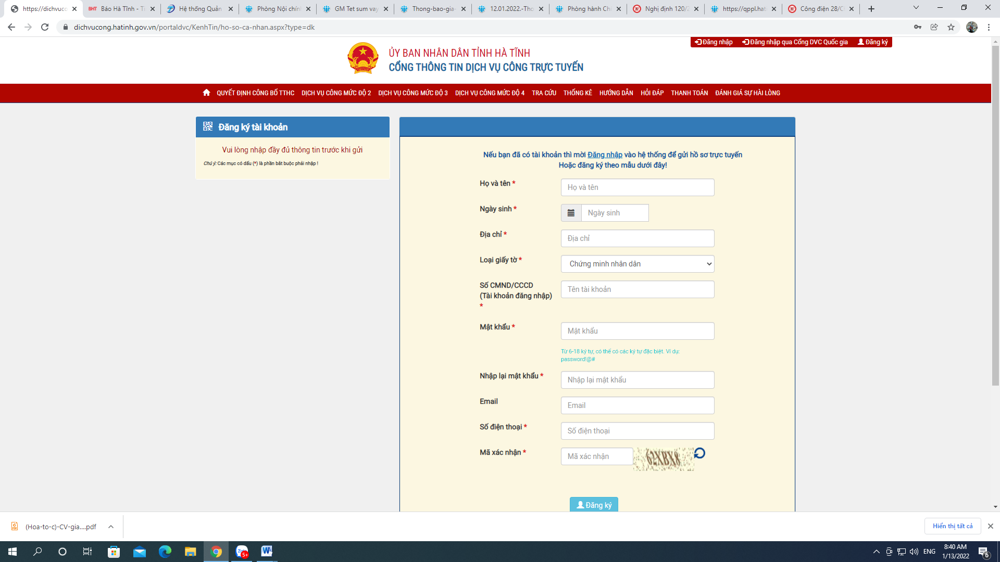 https://dichvucc
Báo Hà Tĩnh - Ti
Hệ thống Quản
Phòng Nội chính
GM Tet sum vay
Thong-bao-gia-
12.01.2022.-Tho
Phòng hành Chí
Nghị định 120/2
https://qppl.hat
Công điện 28/C
dichvucong.hatinh.gov.vn/portaldvc/KenhTin/ho-so-ca-nhan.aspx?type=dk
Đăng nhập Đăng nhập qua Cổng DVC Quốc gia Đăng ký
ỦY BAN NHÂN DÂN TỈNH HÀ TĨNH
CỔNG THÔNG TIN DỊCH VỤ CÔNG TRỰC TUYẾN
QUYẾT ĐỊNH CÔNG BỐ TTHC DỊCH VỤ CÔNG MỨC ĐỘ 2 DỊCH VỤ CÔNG MỨC ĐỘ 3 DỊCH VỤ CÔNG MỨC ĐỘ 4 TRA CỨU THỐNG KÊ HƯỚNG DẪN HỎI ĐÁP THANH TOÁN ĐÁNH GIÁ SỰ HÀI LÒNG
Đăng ký tài khoản
Vui lòng nhập đầy đủ thông tin trước khi gửi
Chú ý: Các mục có dấu (*) là phần bắt buộc phải nhập !
Nếu bạn đã có tài khoản thì mời Đăng nhập vào hệ thống để gửi hồ sơ trực tuyến
Hoặc đăng ký theo mẫu dưới đây!
Họ và tên *
Họ và tên
Ngày sinh *
Ngày sinh
Địa chỉ *
Địa chỉ
Loại giấy tờ *
Chứng minh nhân dân
Số CMND/CCCD
(Tài khoản đăng nhập)
*
Tên tài khoản
Mật khẩu *
Mật khẩu
Từ 6-18 ký tự, có thể có các ký tự đặc biệt. Ví dụ:
password!@#
Nhập lại mật khẩu *
Nhập lại mật khẩu
Email
Email
Số điện thoại *
Số điện thoại
Mã xác nhận *
Mã xác nhận
62XBX8
Đăng ký
(Hoa-to-c)-CV-gia....pdf
Hiển thị tất cả
5+
ENG
8:40 AM
1/13/2022
6